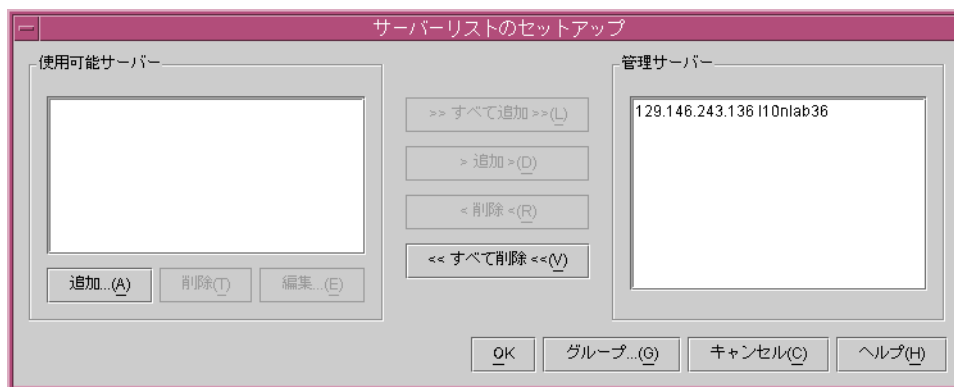 サーバーリストのセットアップ
使用可能サーバー
管理サーバー
129.146.243.136 l10nlab36
>> すべて追加 >>(L)
> 追加 >(D)
< 削除 <(R)
<< すべて削除 <<(V)
追加...(A)
削除(T)
編集...(E)
OK
グループ...(G)
キャンセル(C)
ヘルプ(H)